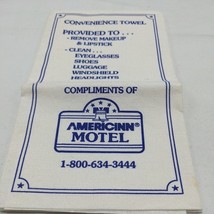 CONVENIENCE TOWEL
PROVIDED TO . . .
- REMOVE MAKEUP
& LIPSTICK
- CLEAN . . .
EYEGLASSES
SHOES
LUGGAGE
WINDSHIELD
HEADLIGHTS
COMPLIMENTS OF
AMERICINN®
MOTEL
1-800-634-3444